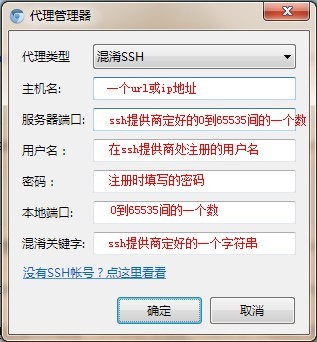 代理管理器
代理类型 混淆SSH
主机名: 一个url或ip地址
服务器端口: ssh提供商定好的0到65535间的一个数
用户名: 在ssh提供商处注册的用户名
密码: 注册时填写的密码
本地端口: 0到65535间的一个数
混淆关键字: ssh提供商定好的一个字符串
没有SSH帐号?点这里看看
确定 取消